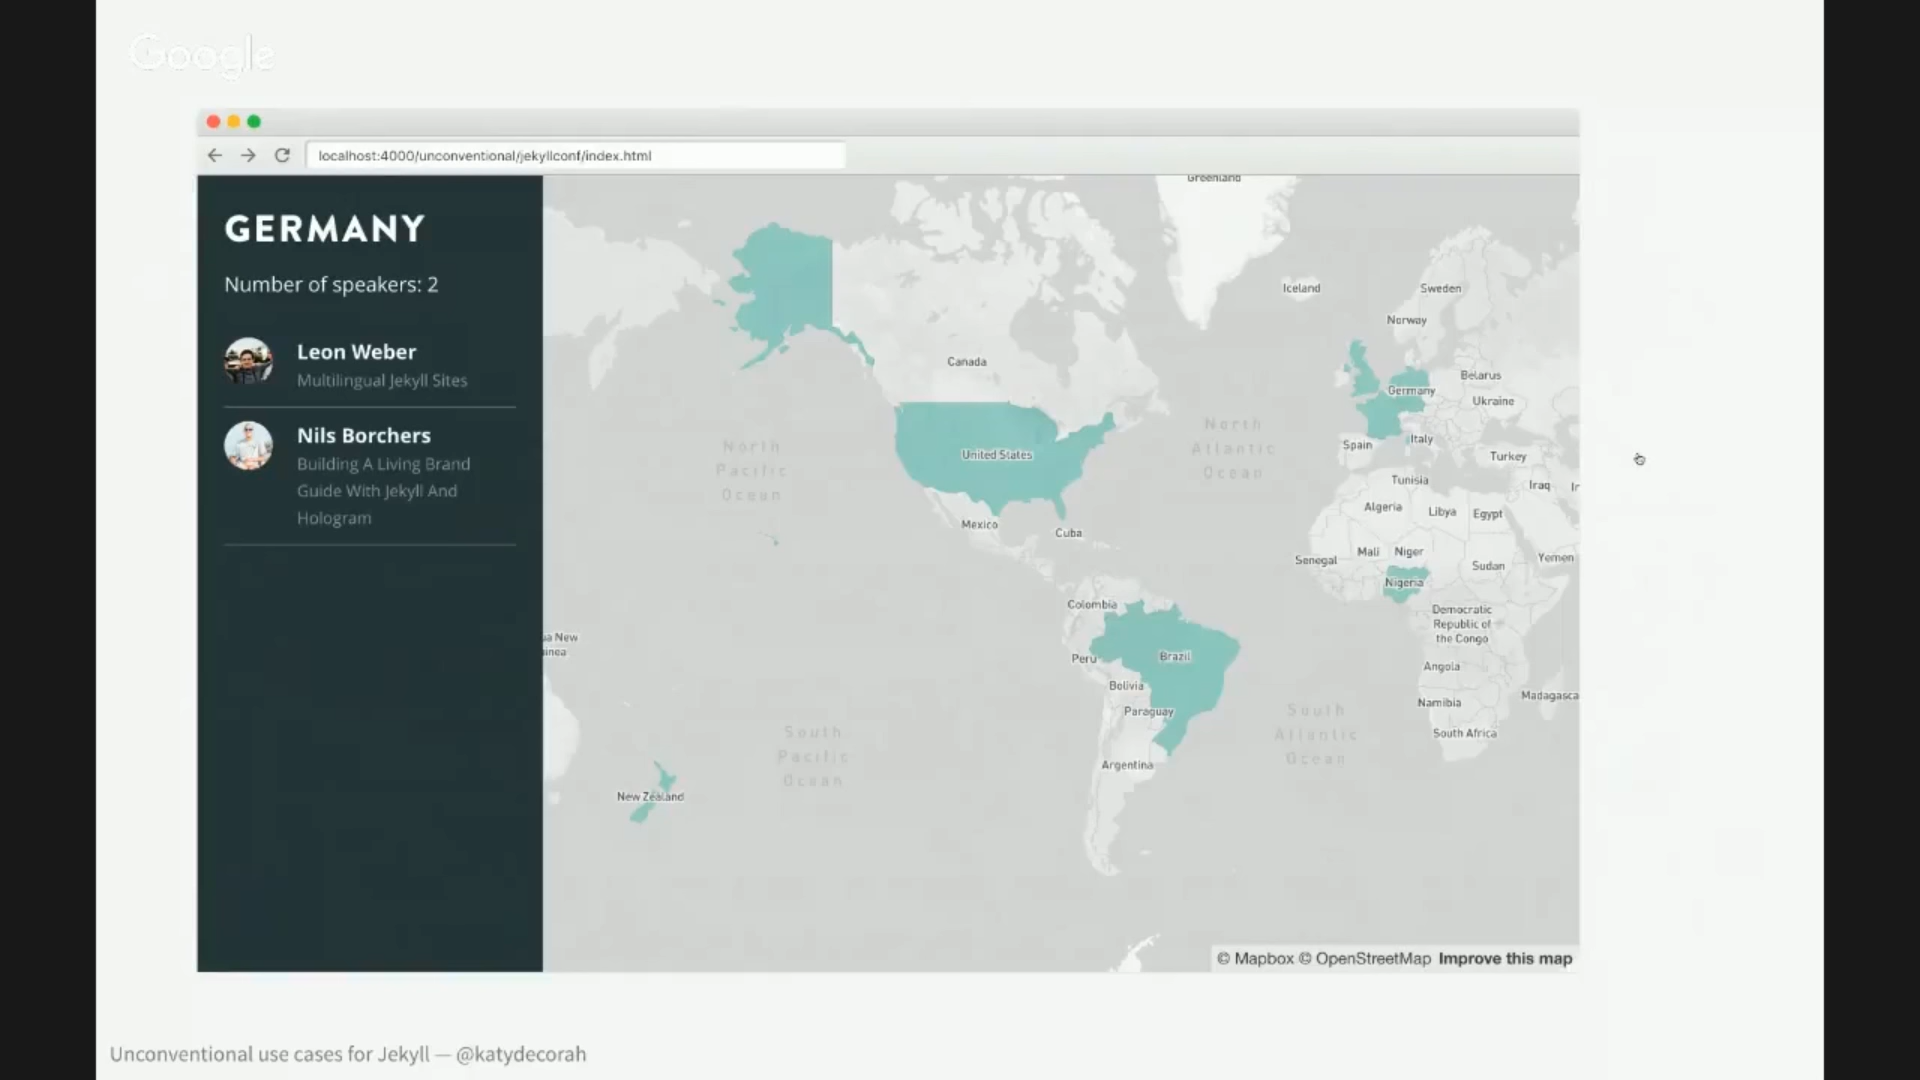 Google
localhost:4000/unconventional/jekyllconf/index.html
GERMANY
Number of speakers: 2
Leon Weber
Multilingual Jekyll Sites
Nils Borchers
Building A Living Brand
Guide With Jekyll And
Hologram
Greenland
Iceland
Sweden
Norway
Canada
Belarus
Germany
Ukraine
North
Pacific
Ocean
North
Atlantic
Ocean
United States
Spain
Italy
Turkey
Tunisia
Iraq
Ir
Algeria
Libya
Egypt
Mexico
Cuba
Senegal
Mali
Niger
Sudan
Yemen
Nigeria
Colombia
Democratic
Republic of
the Congo
ua New
uinea
Peru
Brazil
Angola
Bolivia
Paraguay
Namibia
Madagasca
South
Pacific
Ocean
South
Atlantic
Ocean
South Africa
Argentina
New Zealand
© Mapbox © OpenStreetMap Improve this map
Unconventional use cases for Jekyll — @katydecorah